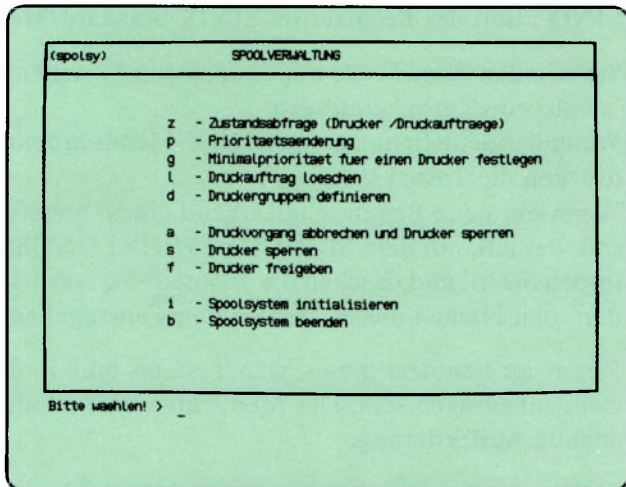 (spolsy) SPOOLVERWALTUNG
z - Zustandsabfrage (Drucker /Druckauftraege)
p - Prioritaetsaenderung
g - Minimalprioritaet fuer einen Drucker festlegen
l - Druckauftrag loeschen
d - Druckergruppen definieren
a - Druckvorgang abbrechen und Drucker sperren
s - Drucker sperren
f - Drucker freigeben
i - Spoolsystem initialisieren
b - Spoolsystem beenden
Bitte waehlen! > _